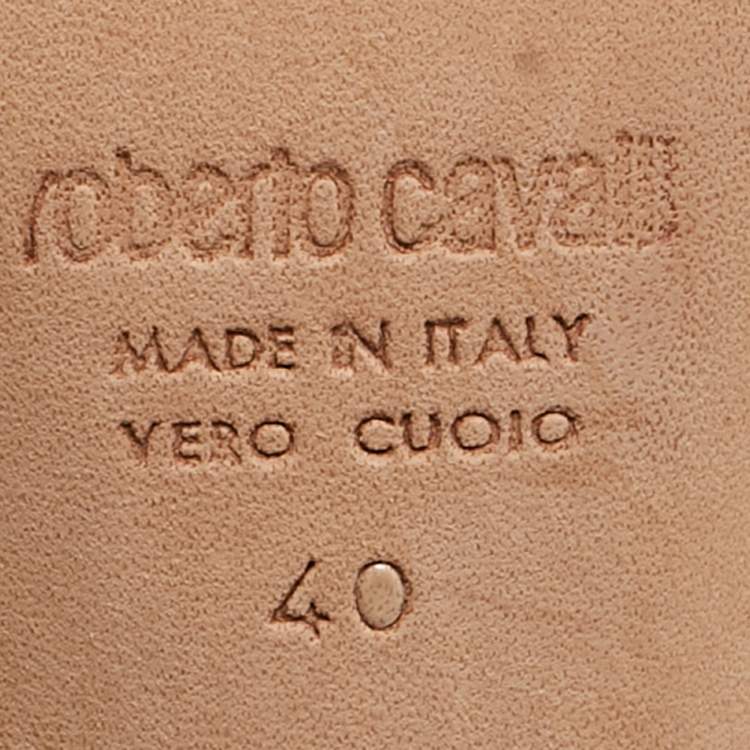 roberto cavalli
MADE IN ITALY
VERO CUOIO
40